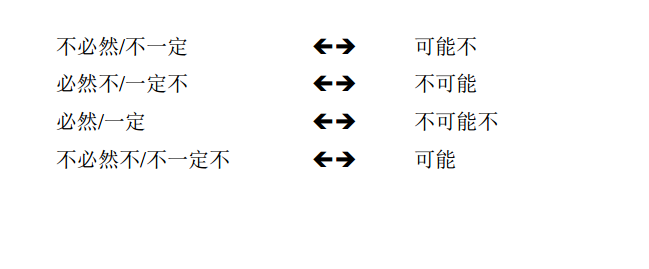 不必然/不一定 🡸🡺 可能不
必然不/一定不 🡸🡺 不可能
必然/一定 🡸🡺 不可能不
不必然不/不一定不 🡸🡺 可能